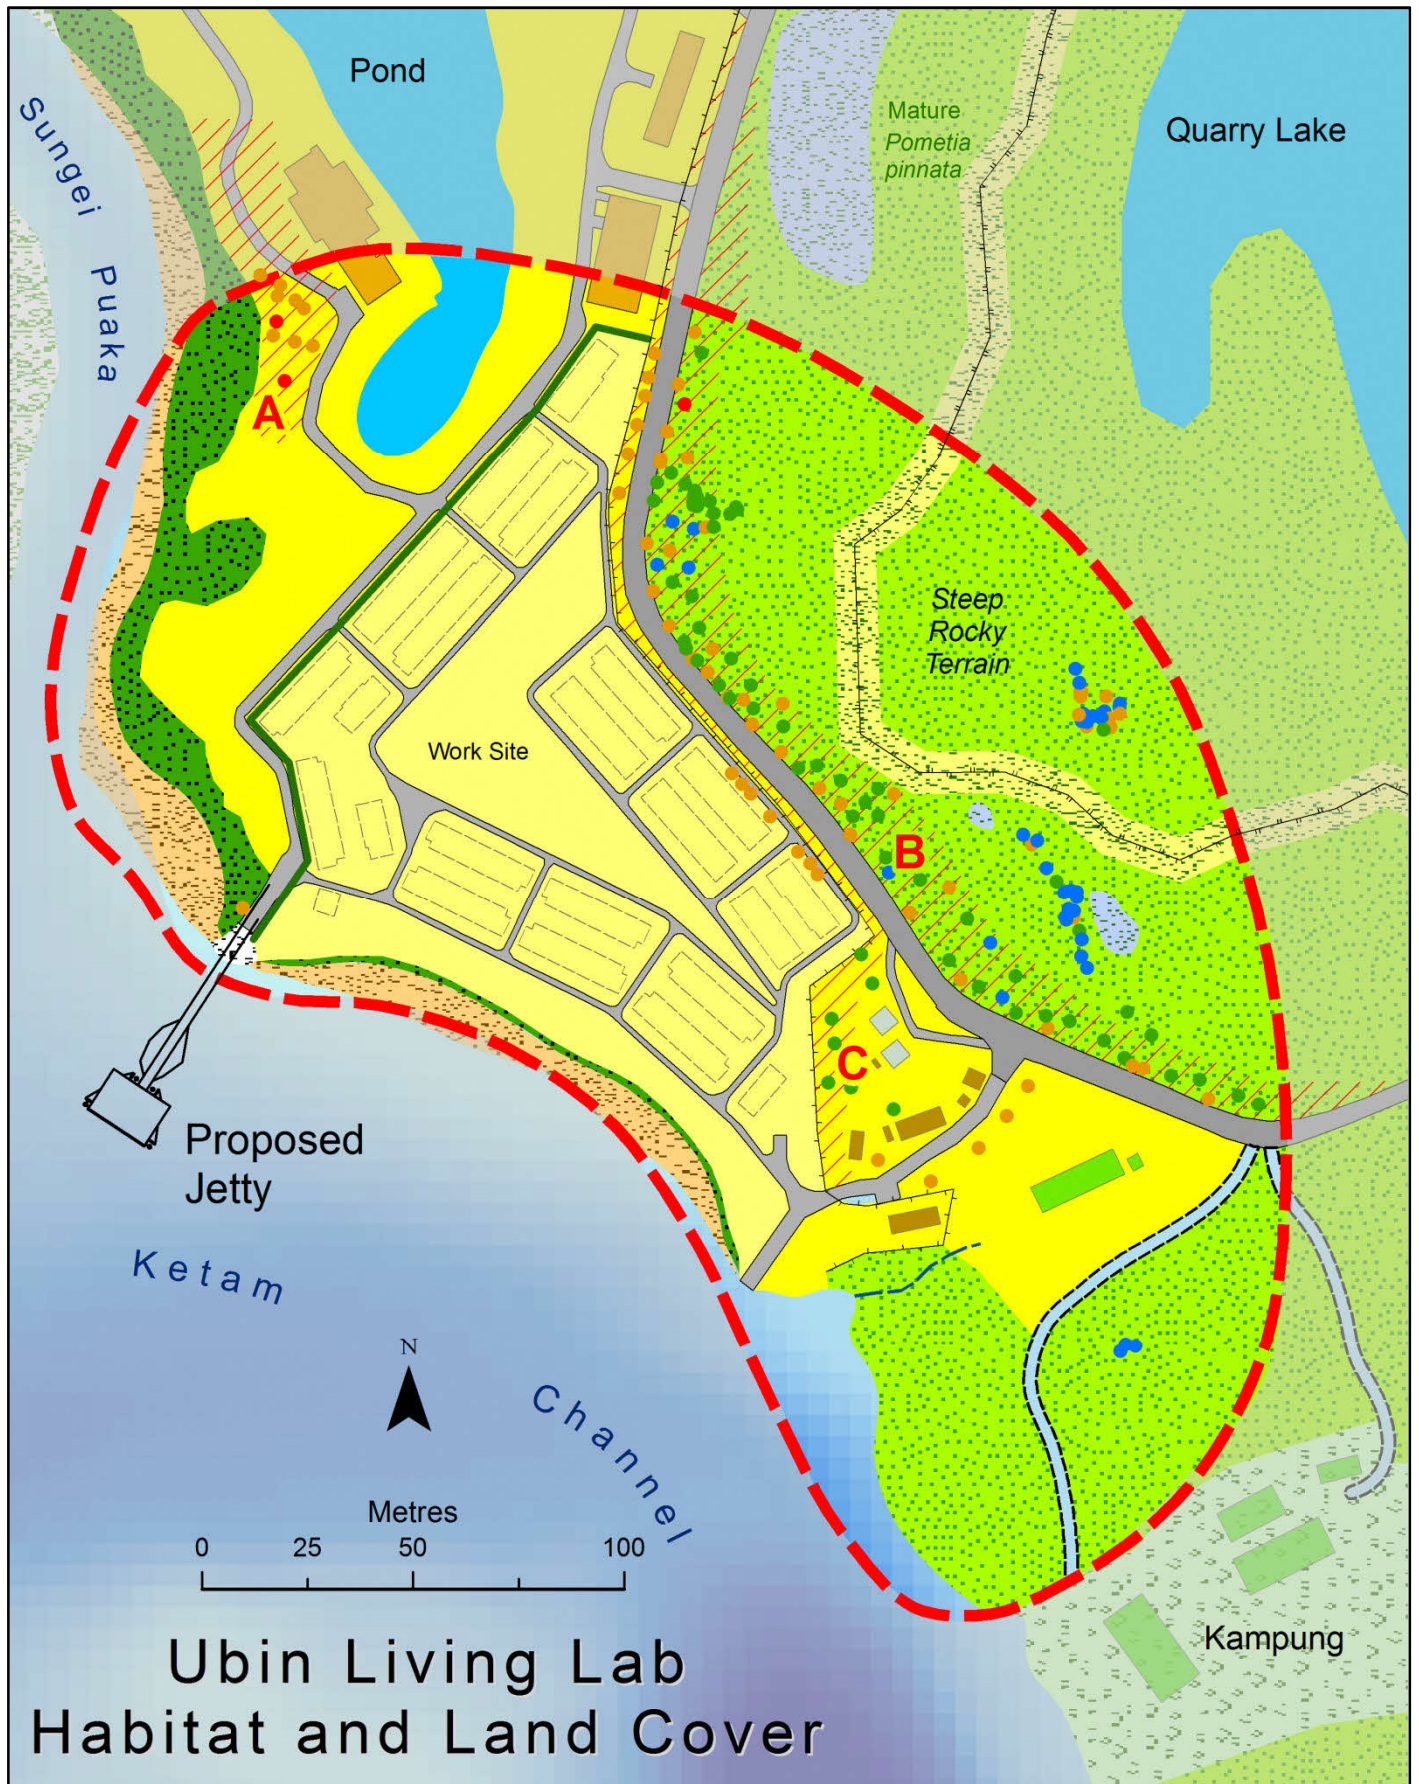 Pond
Mature
Pometia
pinnata
Quarry Lake
Sungei Puaka
A
Steep
Rocky
Terrain
Work Site
B
C
Proposed
Jetty
Ketam Channel
N
Metres
0 25 50 100
Ubin Living Lab
Habitat and Land Cover
Kampung